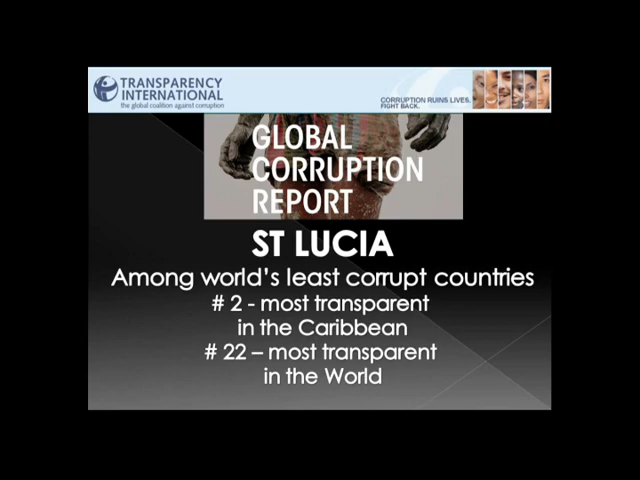 TRANSPARENCY
INTERNATIONAL
the global coalition against corruption
CORRUPTION RUINS LIVES.
FIGHT BACK.
GLOBAL
CORRUPTION
REPORT
ST LUCIA
Among world's least corrupt countries
# 2 - most transparent
in the Caribbean
# 22 – most transparent
in the World